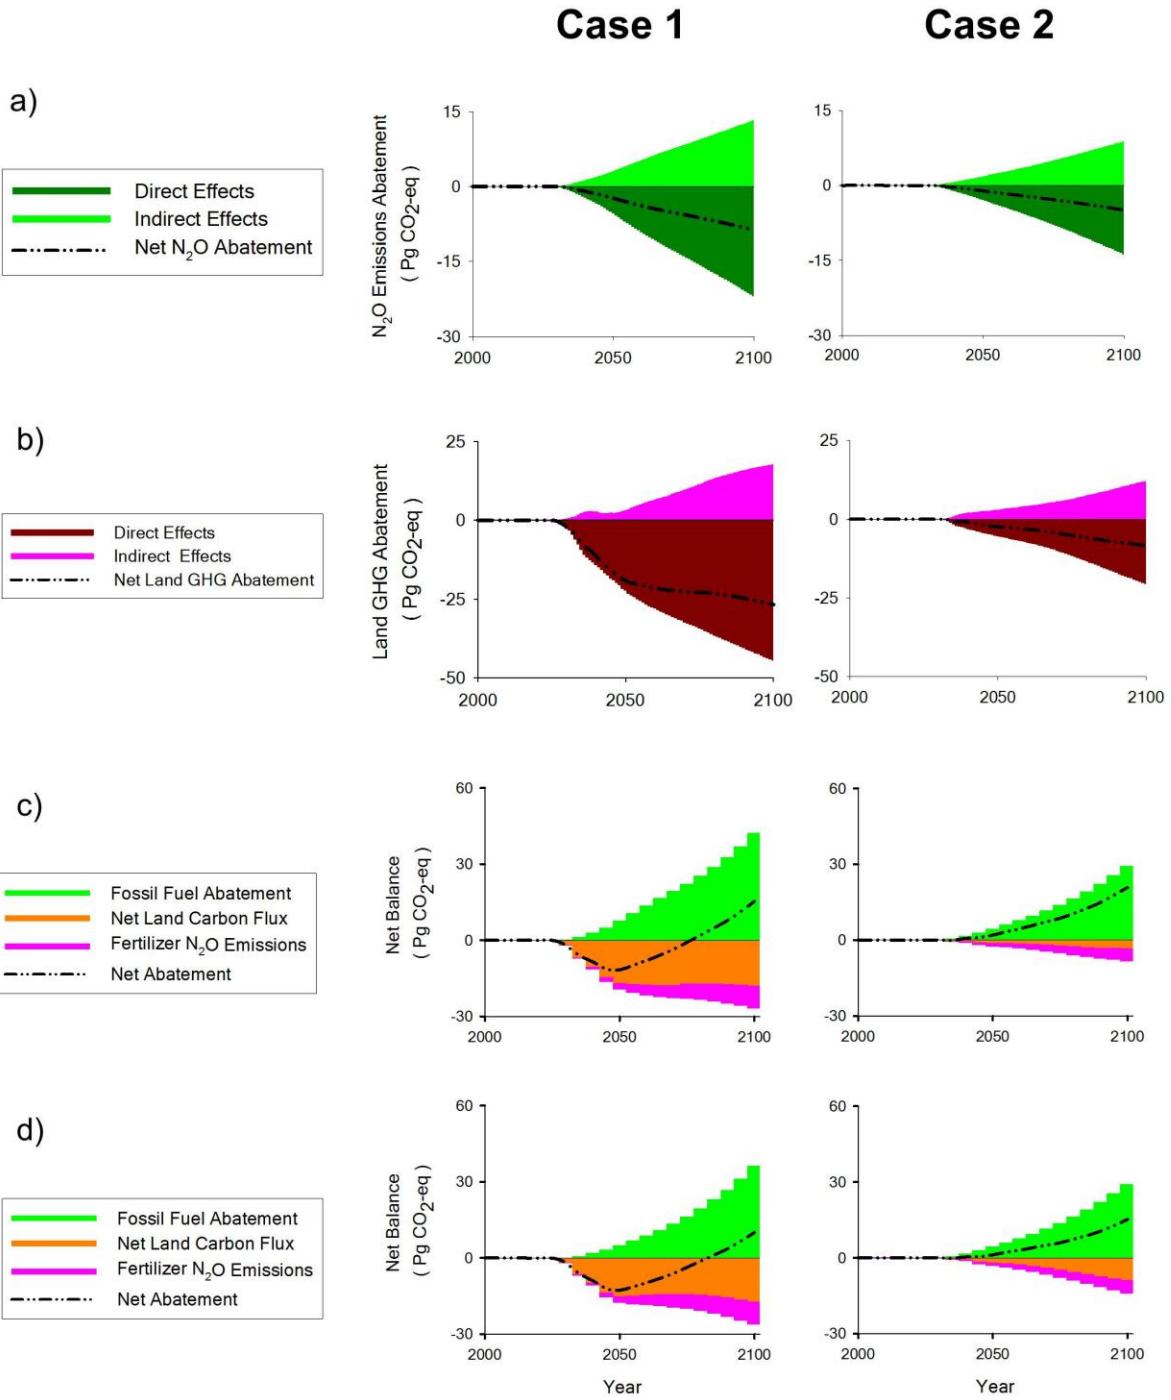 Case 1
Case 2
a)
Direct Effects
Indirect Effects
Net N2O Abatement
N2O Emissions Abatement
( Pg CO2-eq )
15
0
-15
-30
2000
2050
2100
15
0
-15
-30
2000
2050
2100
b)
Direct Effects
Indirect Effects
Net Land GHG Abatement
Land GHG Abatement
( Pg CO2-eq )
25
0
-25
-50
2000
2050
2100
25
0
-25
-50
2000
2050
2100
c)
Fossil Fuel Abatement
Net Land Carbon Flux
Fertilizer N2O Emissions
Net Abatement
Net Balance
( Pg CO2-eq )
60
30
0
-30
2000
2050
2100
60
30
0
-30
2000
2050
2100
d)
Fossil Fuel Abatement
Net Land Carbon Flux
Fertilizer N2O Emissions
Net Abatement
Net Balance
( Pg CO2-eq )
60
30
0
-30
2000
2050
2100
Year
60
30
0
-30
2000
2050
2100
Year